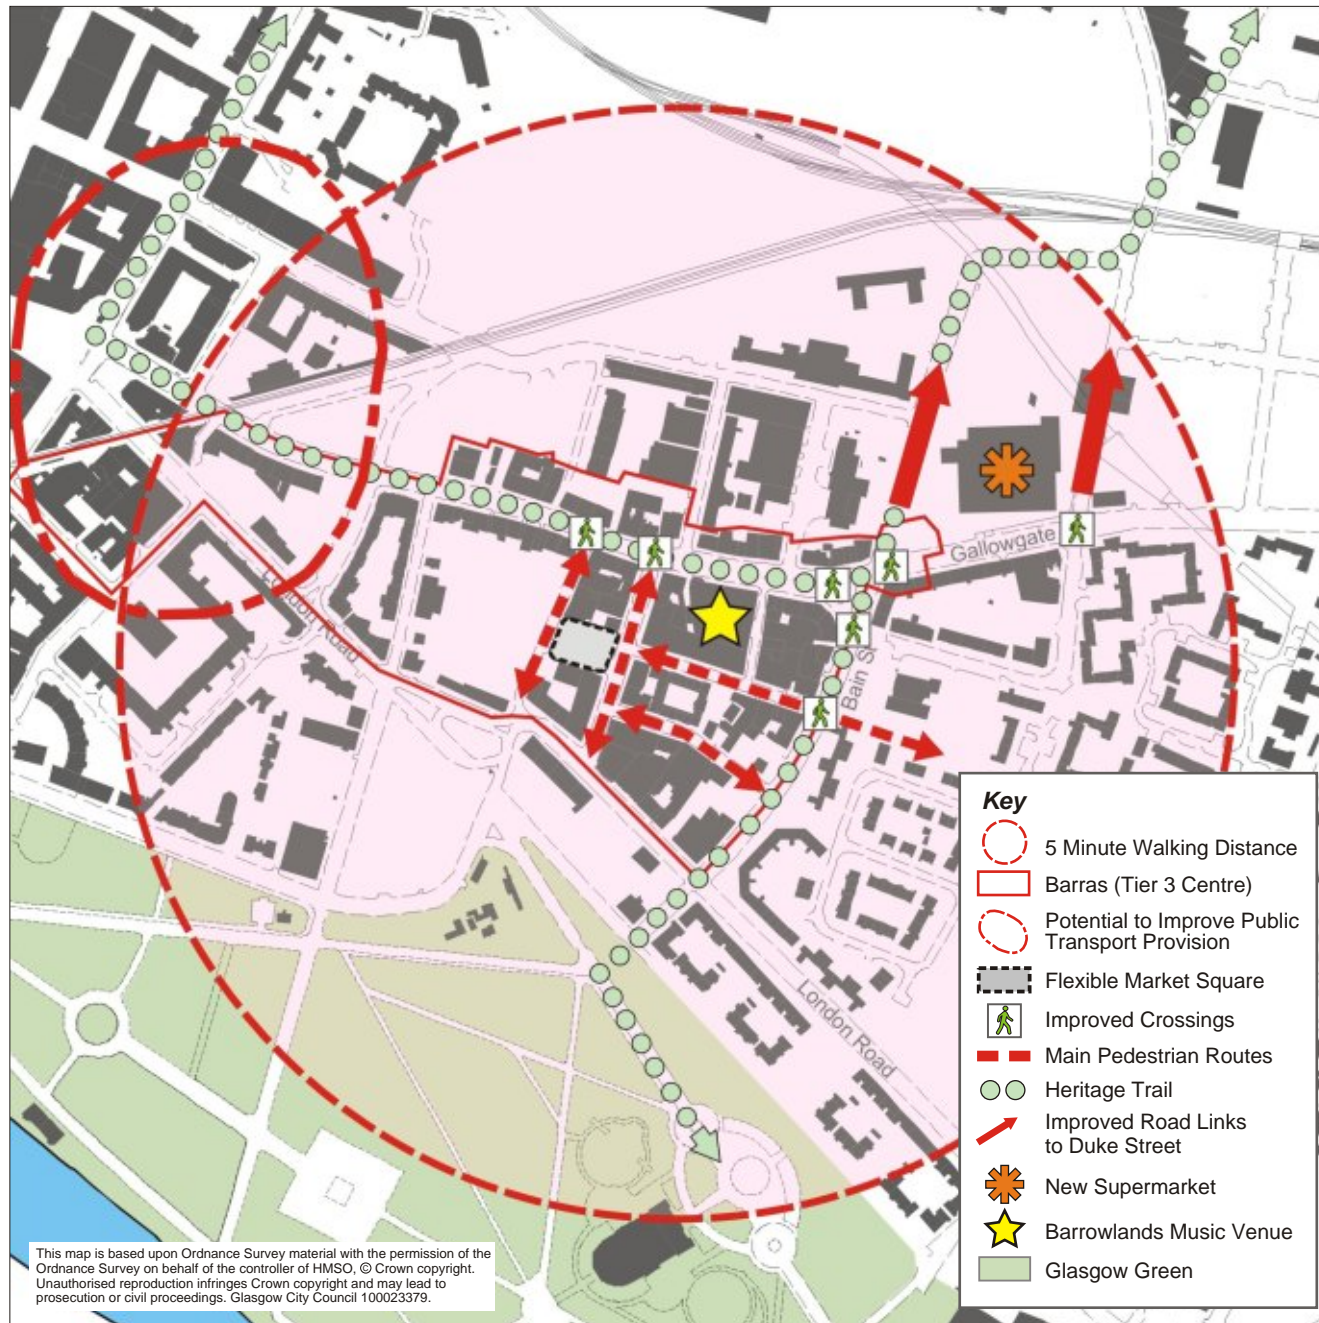 Gallowgate
London Road
Bain S
London Road
Key
5 Minute Walking Distance
Barras (Tier 3 Centre)
Potential to Improve Public
Transport Provision
Flexible Market Square
Improved Crossings
Main Pedestrian Routes
Heritage Trail
Improved Road Links
to Duke Street
New Supermarket
Barrowlands Music Venue
Glasgow Green
This map is based upon Ordnance Survey material with the permission of the
Ordnance Survey on behalf of the controller of HMSO, © Crown copyright.
Unauthorised reproduction infringes Crown copyright and may lead to
prosecution or civil proceedings. Glasgow City Council 100023379.